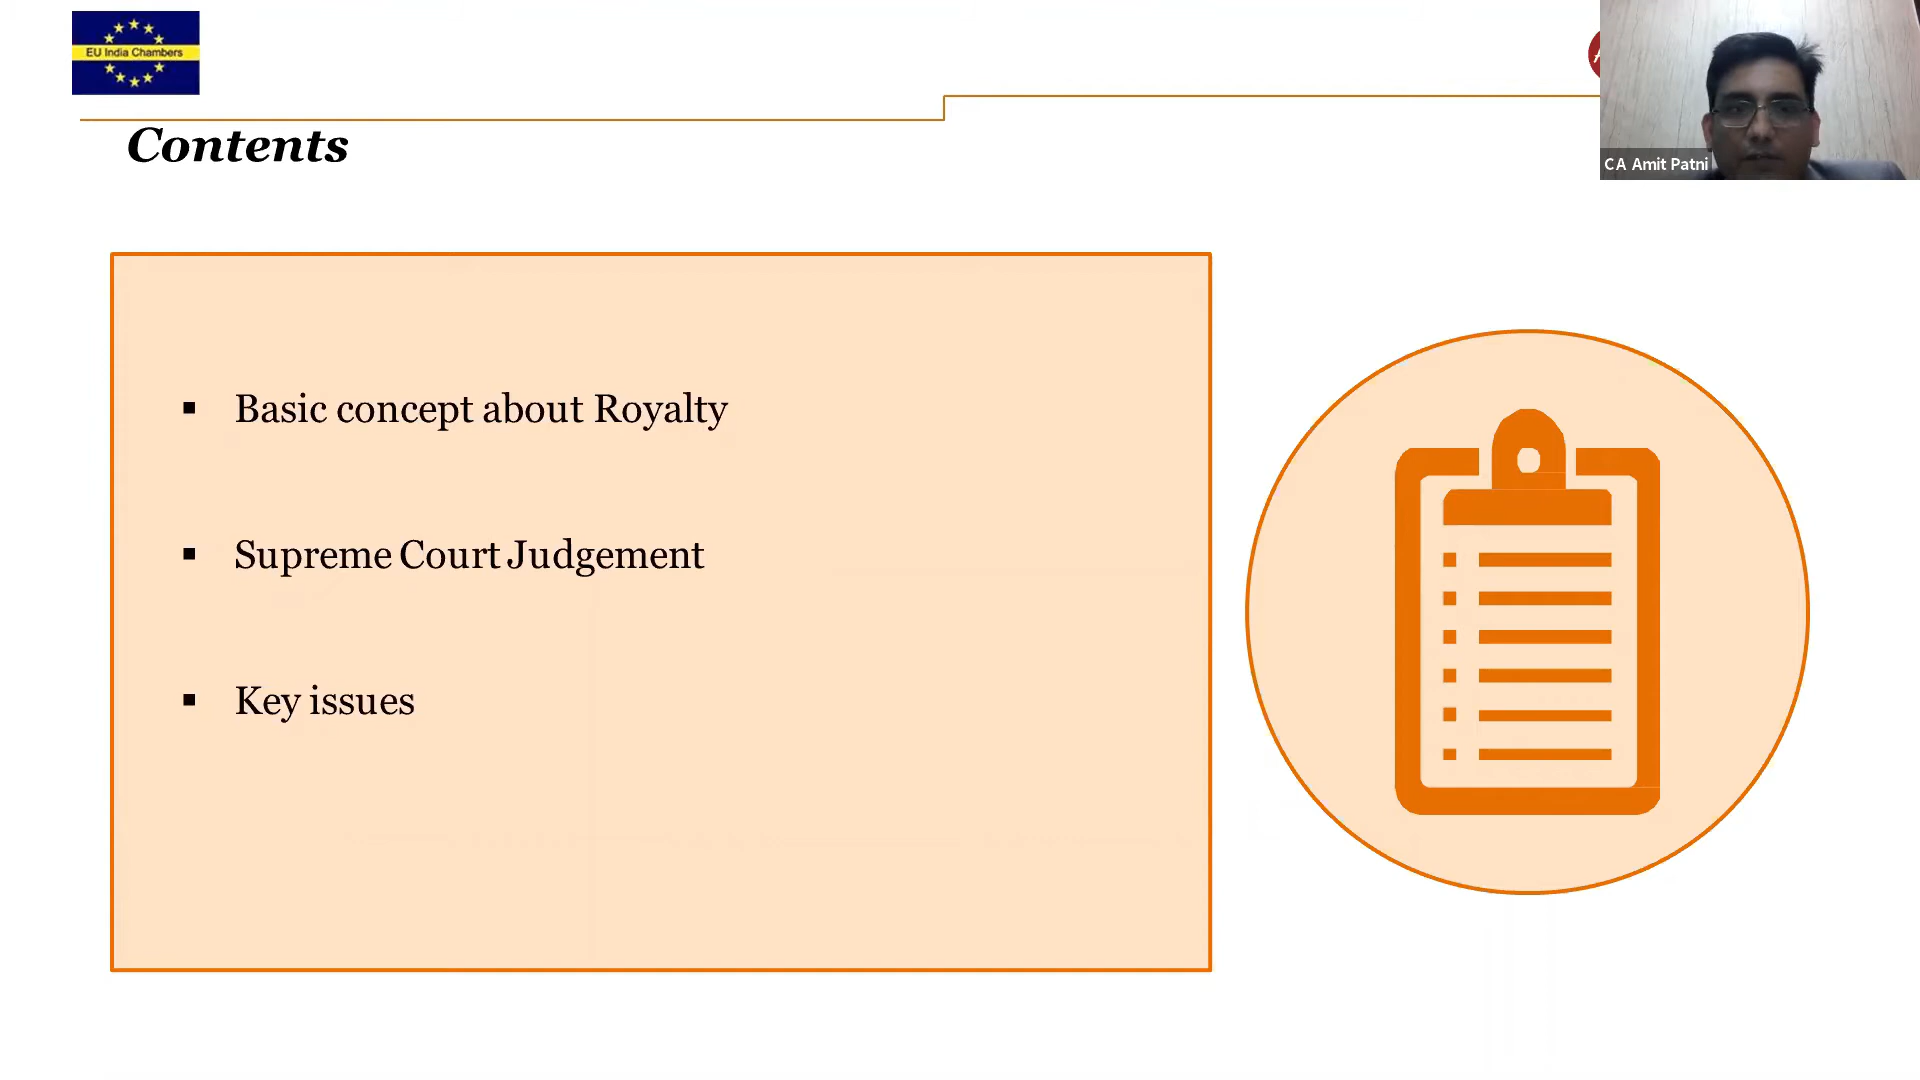 EU India Chambers
CA Amit Patni
Contents
▪ Basic concept about Royalty
▪ Supreme Court Judgement
▪ Key issues